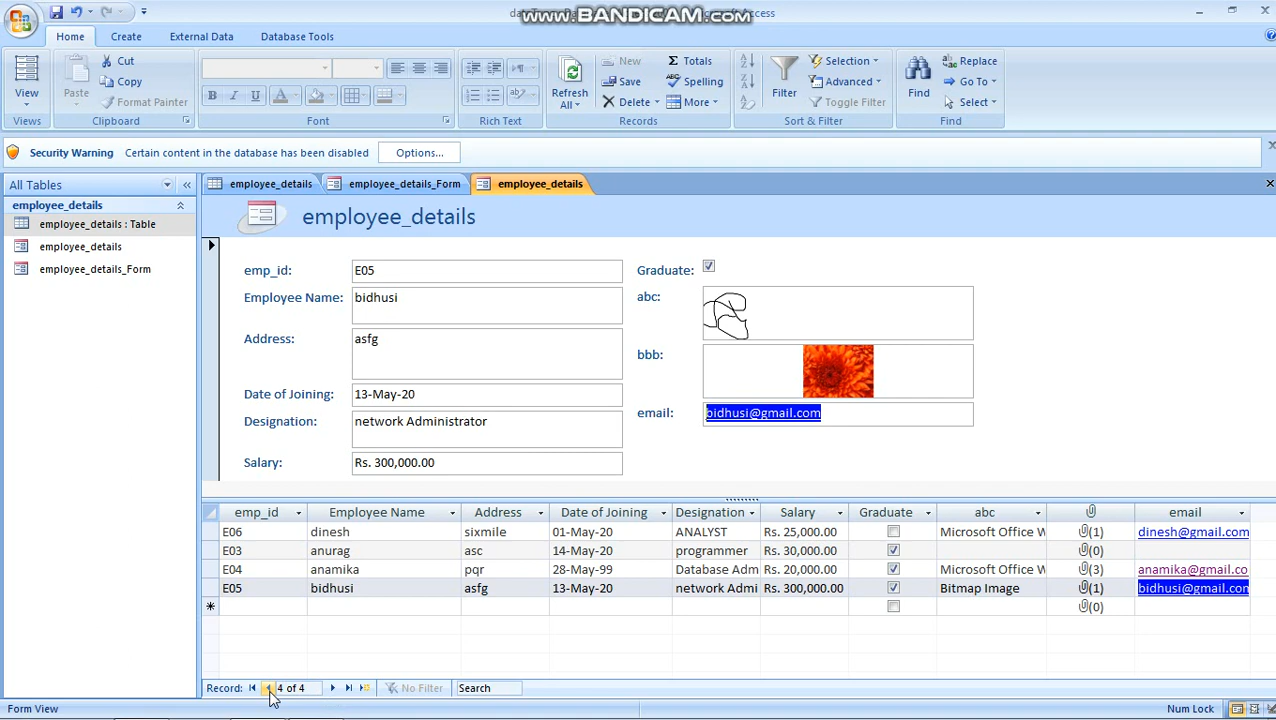 www.BANDICAM.com
Access
Home Create External Data Database Tools
View
Views
Paste
Cut
Copy
Format Painter
Clipboard
B I U A
Font
Rich Text
Refresh All
New
Save
Delete
Totals
Spelling
More
Records
Filter
Selection
Advanced
Toggle Filter
Sort & Filter
Find
Replace
Go To
Select
Find
Security Warning Certain content in the database has been disabled Options...
All Tables
employee_details
employee_details : Table
employee_details
employee_details_Form
employee_details employee_details_Form employee_details
employee_details
emp_id: E05
Employee Name: bidhusi
Address: asfg
Date of Joining: 13-May-20
Designation: network Administrator
Salary: Rs. 300,000.00
Graduate:
abc:
bbb:
email: bidhusi@gmail.com
emp_id Employee Name Address Date of Joining Designation Salary Graduate abc email
E06 dinesh sixmile 01-May-20 ANALYST Rs. 25,000.00 Microsoft Office W (1) dinesh@gmail.com
E03 anurag asc 14-May-20 programmer Rs. 30,000.00 (0)
E04 anamika pqr 28-May-99 Database Adm Rs. 20,000.00 Microsoft Office W (3) anamika@gmail.co
E05 bidhusi asfg 13-May-20 network Admi Rs. 300,000.00 Bitmap Image (1) bidhusi@gmail.con
(0)
Record: 4 of 4 No Filter Search
Form View Num Lock